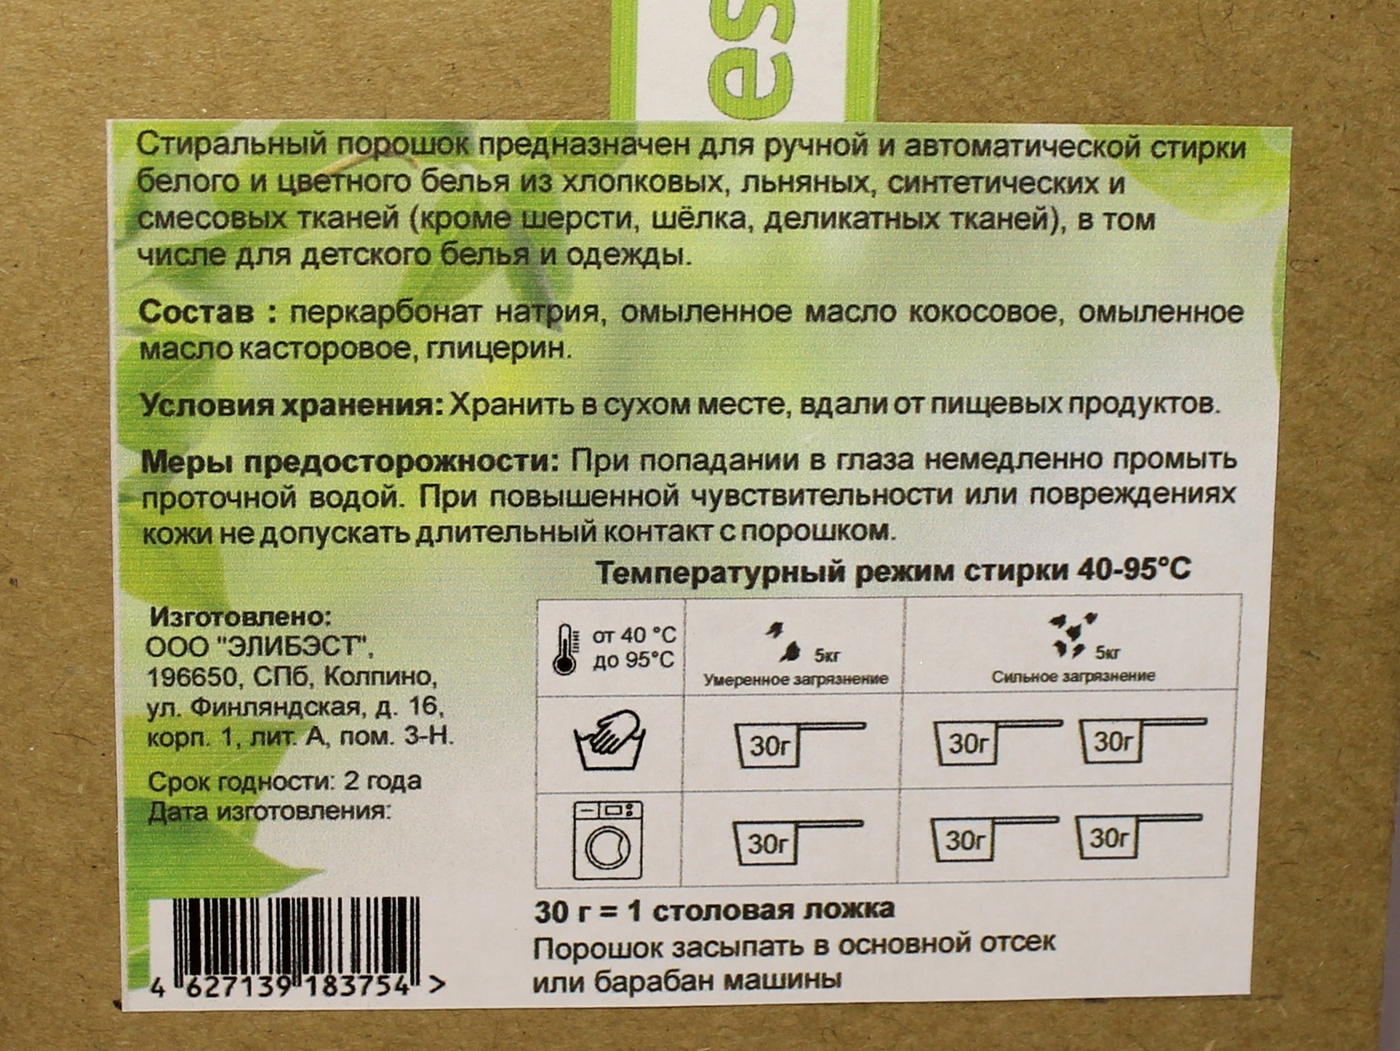 es
Стиральный порошок предназначен для ручной и автоматической стирки
белого и цветного белья из хлопковых, льняных, синтетических и
смесовых тканей (кроме шерсти, шёлка, деликатных тканей), в том
числе для детского белья и одежды.
Состав : перкарбонат натрия, омыленное масло кокосовое, омыленное
масло касторовое, глицерин.
Условия хранения: Хранить в сухом месте, вдали от пищевых продуктов.
Меры предосторожности: При попадании в глаза немедленно промыть
проточной водой. При повышенной чувствительности или повреждениях
кожи не допускать длительный контакт с порошком.
Изготовлено:
ООО "ЭЛИБЭСТ",
196650, СПб, Колпино,
ул. Финляндская, д. 16,
корп. 1, лит. А, пом. 3-Н.
Срок годности: 2 года
Дата изготовления:
4 627139 183754 >
Температурный режим стирки 40-95°С
от 40 °С
до 95°С
5кг
Умеренное загрязнение
5кг
Сильное загрязнение
30г
30г
30г
30г
30г
30г
30 г = 1 столовая ложка
Порошок засыпать в основной отсек
или барабан машины